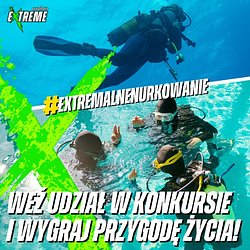 EXTREME
#EXTREMALNENURKOWANIE
WEŹ UDZIAŁ W KONKURSIE
I WYGRAJ PRZYGODĘ ŻYCIA!